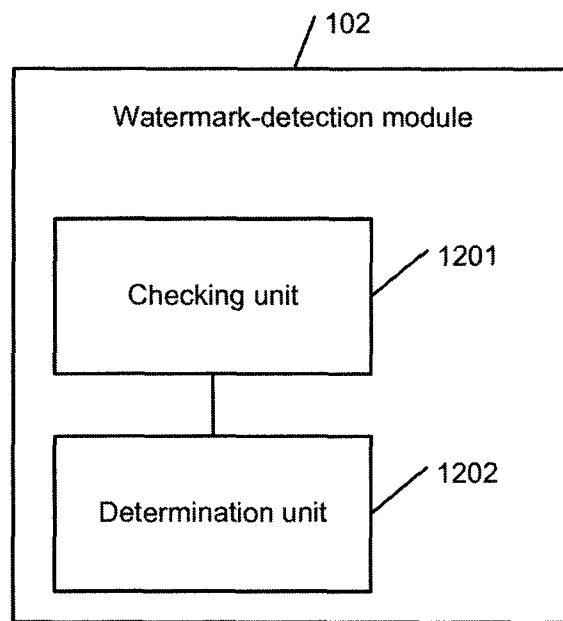 102
Watermark-detection module
1201
Checking unit
1202
Determination unit